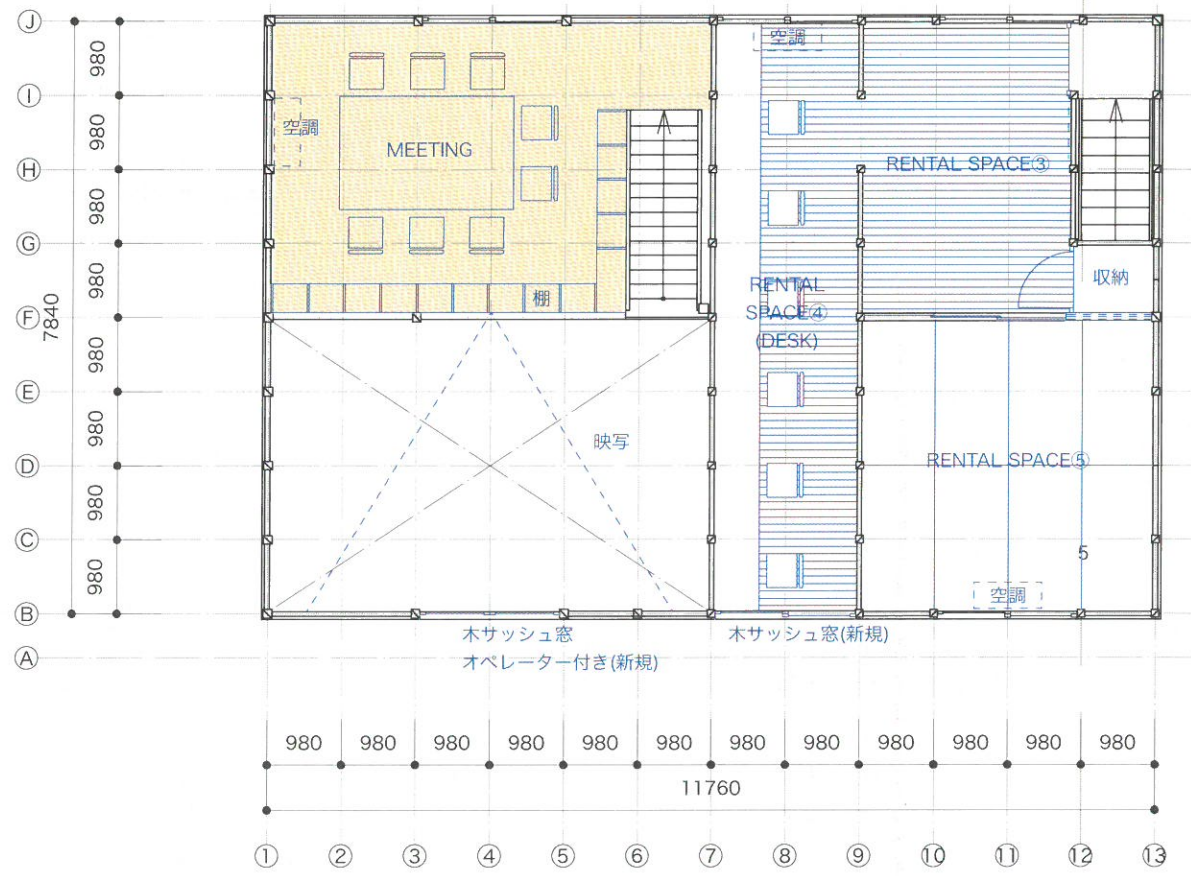 Ⓙ
空調
980
980
Ⓘ
空調
MEETING
Ⓗ
RENTAL SPACE③
980
Ⓖ
980
収納
棚
RENTAL
SPACE④
(DESK)
Ⓕ
7840
980
Ⓔ
980
映写
Ⓓ
RENTAL SPACE⑤
980
Ⓒ
5
980
空調
Ⓑ
木サッシュ窓
オペレーター付き(新規)
木サッシュ窓(新規)
Ⓐ
980 980 980 980 980 980 980 980 980 980 980 980
11760
① ② ③ ④ ⑤ ⑥ ⑦ ⑧ ⑨ ⑩ ⑪ ⑫ ⑬